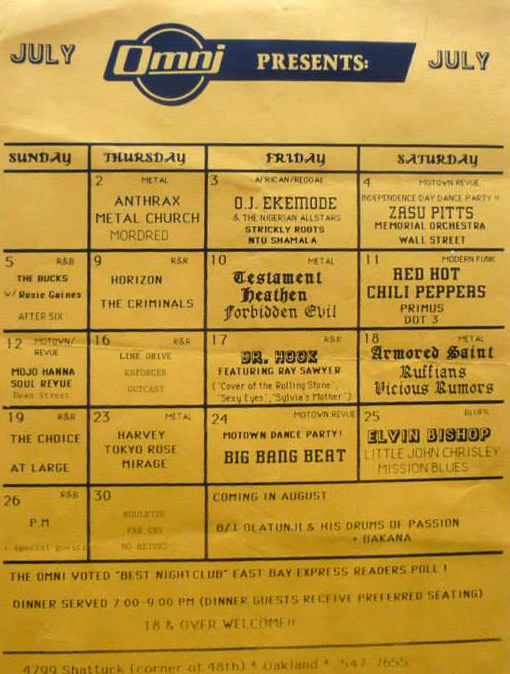 JULY
Omni
PRESENTS:
JULY
SUNDAY
THURSDAY
FRIDAY
SATURDAY
2 METAL
ANTHRAX
METAL CHURCH
MORDRED
3 AFRICAN/REGGAE
O.J. EKEMODE
& THE NIGERIAN ALLSTARS
STRICKLY ROOTS
NTU SHAMALA
4 MOTOWN REVUE
INDEPENDENCE DAY DANCE PARTY !!
ZASU PITTS
MEMORIAL ORCHESTRA
WALL STREET
5 R&B
THE BUCKS
w/ Rosie Gaines
AFTER SIX
9 R&R
HORIZON
THE CRIMINALS
10 METAL
Testament
Heathen
Forbidden Evil
11 MODERN FUNK
RED HOT
CHILI PEPPERS
PRIMUS
DOT 3
12 MOTOWN/
REVUE
MOJO HANNA
SOUL REVUE
Dean Street
16 R&R
LINE DRIVE
ENFORCER
OUTCAST
17 R&R
DR. HOOK
FEATURING RAY SAWYER
("Cover of the Rolling Stone",
"Sexy Eyes", "Sylvia's Mother")
18 METAL
Armored Saint
Ruffians
Vicious Rumors
19 R&R
THE CHOICE
AT LARGE
23 METAL
HARVEY
TOKYO ROSE
MIRAGE
24 MOTOWN REVUE
MOTOWN DANCE PARTY!
BIG BANG BEAT
25 BLUES
ELVIN BISHOP
LITTLE JOHN CHRISLEY
MISSION BLUES
26 R&B
P.M
+ special guests
30
ROULETTE
FAR CRY
NO RETURN
COMING IN AUGUST
OLATUNJI & HIS DRUMS OF PASSION
+ BAKANA
THE OMNI VOTED "BEST NIGHTCLUB" EAST BAY EXPRESS READERS POLL !
DINNER SERVED 7:00-9:00 PM (DINNER GUESTS RECEIVE PREFERRED SEATING)
18 & OVER WELCOME!!
4799 Shattuck (corner of 48th) * Oakland * 547-7655